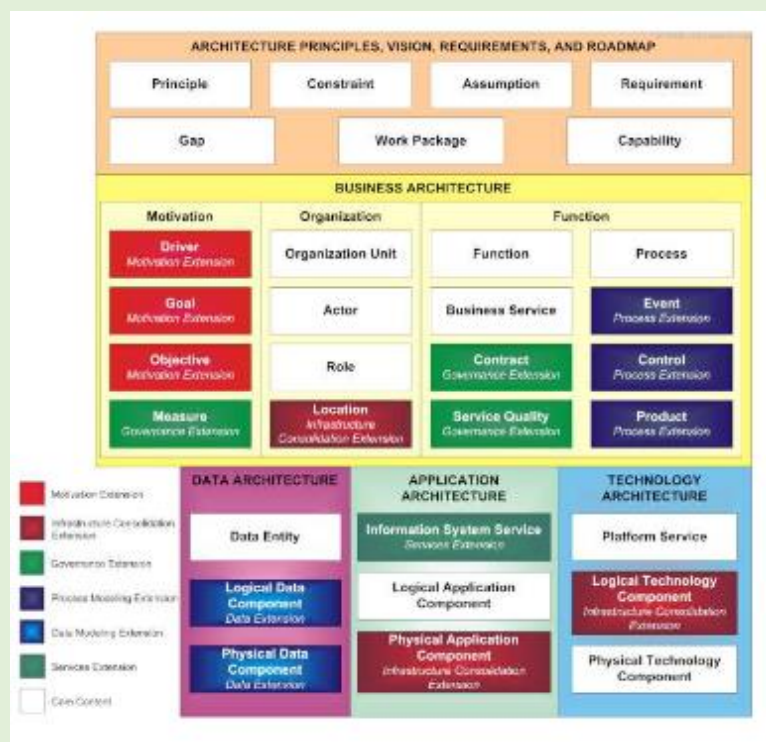 ARCHITECTURE PRINCIPLES, VISION, REQUIREMENTS, AND ROADMAP
Principle
Constraint
Assumption
Requirement
Gap
Work Package
Capability
BUSINESS ARCHITECTURE
Motivation
Organization
Function
Driver
Motivation Extension
Organization Unit
Function
Process
Goal
Motivation Extension
Actor
Business Service
Event
Process Extension
Objective
Motivation Extension
Role
Contract
Governance Extension
Control
Process Extension
Measure
Governance Extension
Location
Infrastructure
Consolidation Extension
Service Quality
Governance Extension
Product
Process Extension
Motivation Extension
Infrastructure Consolidation
Extension
Governance Extension
Process Modeling Extension
Data Modeling Extension
Services Extension
Core Content
DATA ARCHITECTURE
Data Entity
Logical Data
Component
Data Extension
Physical Data
Component
Data Extension
APPLICATION
ARCHITECTURE
Information System Service
Services Extension
Logical Application
Component
Physical Application
Component
Infrastructure Consolidation
Extension
TECHNOLOGY
ARCHITECTURE
Platform Service
Logical Technology
Component
Infrastructure Consolidation
Extension
Physical Technology
Component